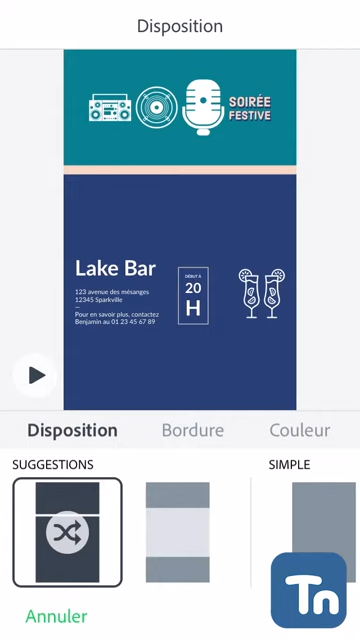 Disposition
SOIRÉE
FESTIVE
Lake Bar
123 avenue des mésanges
12345 Sparkville
—
Pour en savoir plus, contactez
Benjamin au 01 23 45 67 89
DÉBUT À
20
H
Disposition Bordure Couleur
SUGGESTIONS SIMPLE
Annuler
Tn